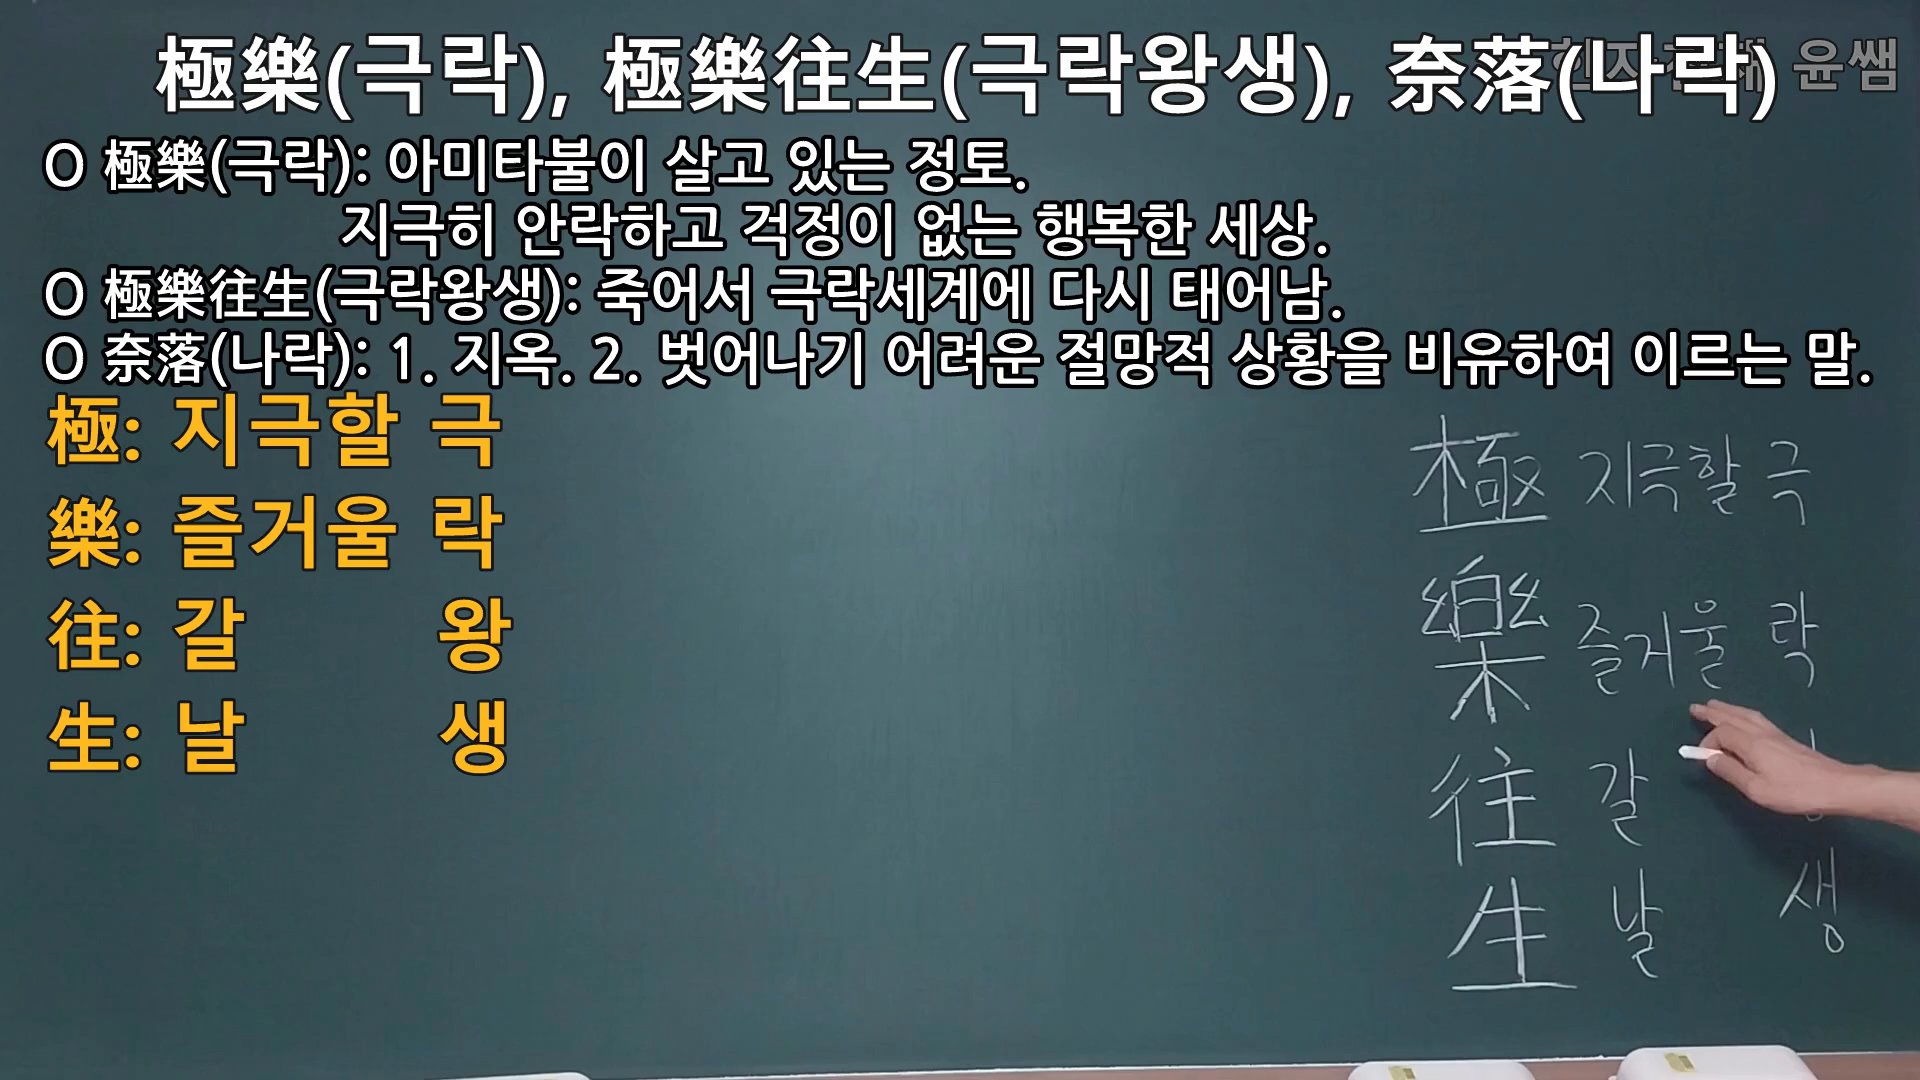 極樂(극락), 極樂往生(극락왕생), 奈落(나락)
윤쌤
O 極樂(극락): 아미타불이 살고 있는 정토.
지극히 안락하고 걱정이 없는 행복한 세상.
O 極樂往生(극락왕생): 죽어서 극락세계에 다시 태어남.
O 奈落(나락): 1. 지옥. 2. 벗어나기 어려운 절망적 상황을 비유하여 이르는 말.
極: 지극할 극
樂: 즐거울 락
往: 갈 왕
生: 날 생
極 지극할 극
樂 즐거울 락
往 갈
生 날 생